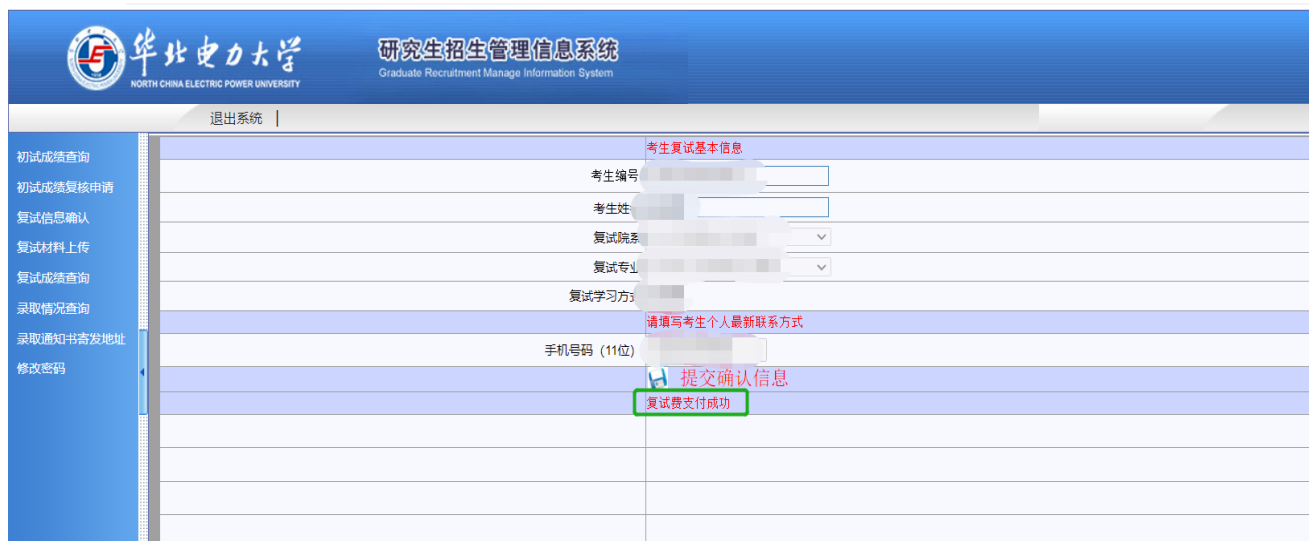 华北电力大学
NORTH CHINA ELECTRIC POWER UNIVERSITY
研究生招生管理信息系统
Graduate Recruitment Manage Information System
退出系统
初试成绩查询
初试成绩复核申请
复试信息确认
复试材料上传
复试成绩查询
录取情况查询
录取通知书寄发地址
修改密码
考生复试基本信息
考生编号
考生姓
复试院系
复试专业
复试学习方式
请填写考生个人最新联系方式
手机号码（11位）
提交确认信息
复试费支付成功